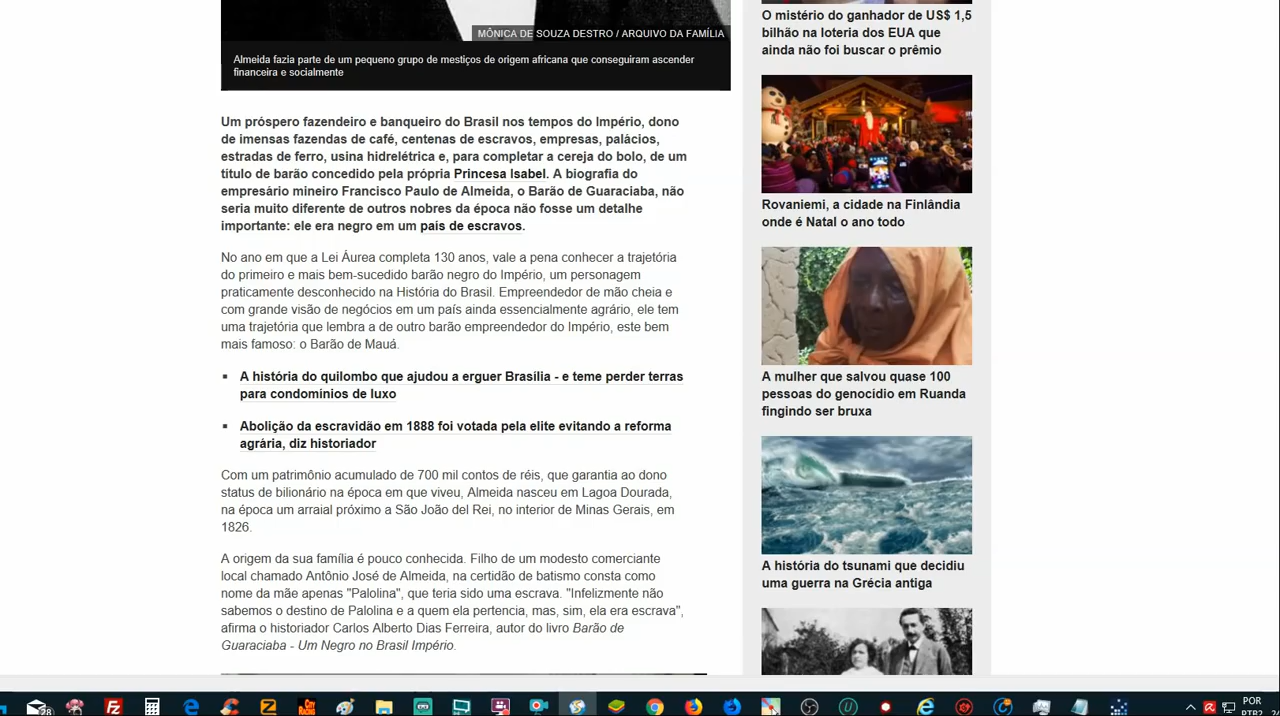 MÔNICA DE SOUZA DESTRO / ARQUIVO DA FAMÍLIA
Almeida fazia parte de um pequeno grupo de mestiços de origem africana que conseguiram ascender
financeira e socialmente
Um próspero fazendeiro e banqueiro do Brasil nos tempos do Império, dono
de imensas fazendas de café, centenas de escravos, empresas, palácios,
estradas de ferro, usina hidrelétrica e, para completar a cereja do bolo, de um
título de barão concedido pela própria Princesa Isabel. A biografia do
empresário mineiro Francisco Paulo de Almeida, o Barão de Guaraciaba, não
seria muito diferente de outros nobres da época não fosse um detalhe
importante: ele era negro em um país de escravos.
No ano em que a Lei Áurea completa 130 anos, vale a pena conhecer a trajetória
do primeiro e mais bem-sucedido barão negro do Império, um personagem
praticamente desconhecido na História do Brasil. Empreendedor de mão cheia e
com grande visão de negócios em um país ainda essencialmente agrário, ele tem
uma trajetória que lembra a de outro barão empreendedor do Império, este bem
mais famoso: o Barão de Mauá.
A história do quilombo que ajudou a erguer Brasília - e teme perder terras
para condomínios de luxo
Abolição da escravidão em 1888 foi votada pela elite evitando a reforma
agrária, diz historiador
Com um patrimônio acumulado de 700 mil contos de réis, que garantia ao dono
status de bilionário na época em que viveu, Almeida nasceu em Lagoa Dourada,
na época um arraial próximo a São João del Rei, no interior de Minas Gerais, em
1826.
A origem da sua família é pouco conhecida. Filho de um modesto comerciante
local chamado Antônio José de Almeida, na certidão de batismo consta como
nome da mãe apenas "Palolina", que teria sido uma escrava. "Infelizmente não
sabemos o destino de Palolina e a quem ela pertencia, mas, sim, ela era escrava",
afirma o historiador Carlos Alberto Dias Ferreira, autor do livro Barão de
Guaraciaba - Um Negro no Brasil Império.
O mistério do ganhador de US$ 1,5
bilhão na loteria dos EUA que
ainda não foi buscar o prêmio
Rovaniemi, a cidade na Finlândia
onde é Natal o ano todo
A mulher que salvou quase 100
pessoas do genocídio em Ruanda
fingindo ser bruxa
A história do tsunami que decidiu
uma guerra na Grécia antiga
28
POR
PTB2